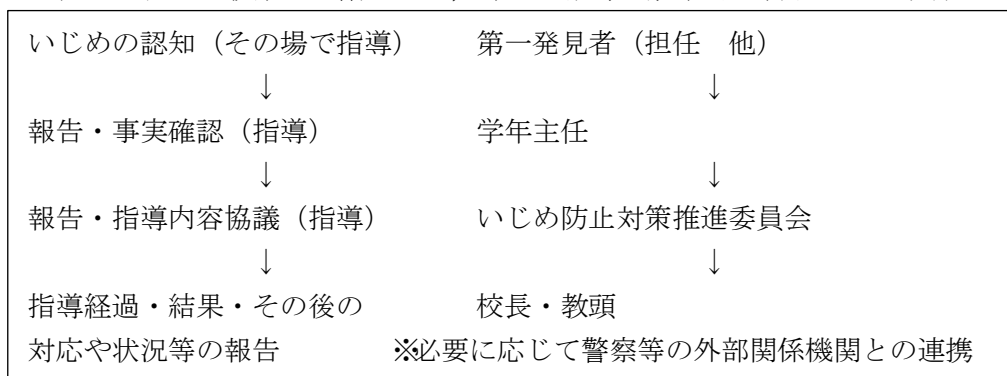 いじめの認知（その場で指導）　　第一発見者（担任　他）
↓　　↓
報告・事実確認（指導）　　学年主任
↓　　↓
報告・指導内容協議（指導）　　いじめ防止対策推進委員会
↓　　↓
指導経過・結果・その後の　　校長・教頭
対応や状況等の報告　　※必要に応じて警察等の外部関係機関との連携